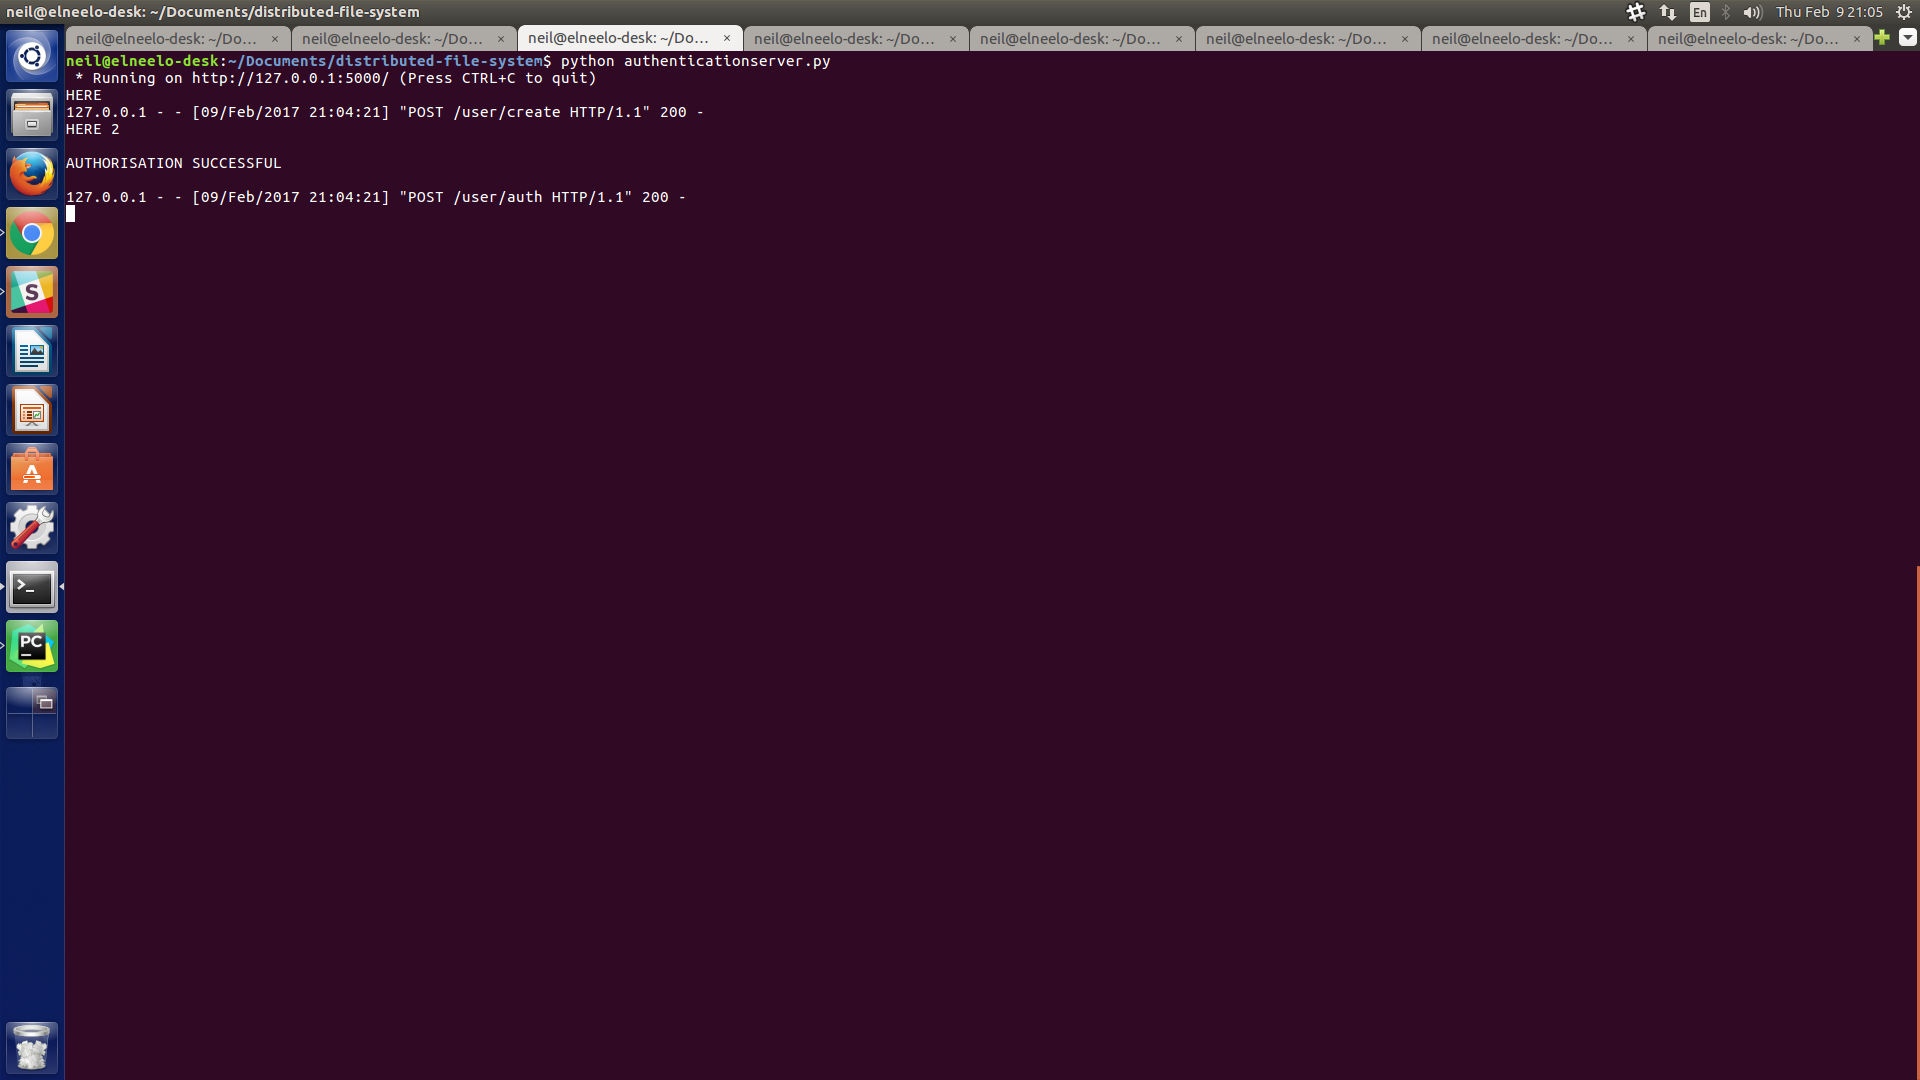 neil@elneelo-desk: ~/Documents/distributed-file-system
En
Thu Feb 9 21:05
neil@elneelo-desk: ~/Do... ×
neil@elneelo-desk: ~/Do... ×
neil@elneelo-desk: ~/Do... ×
neil@elneelo-desk: ~/Do... ×
neil@elneelo-desk: ~/Do... ×
neil@elneelo-desk: ~/Do... ×
neil@elneelo-desk: ~/Do... ×
neil@elneelo-desk: ~/Do... ×
neil@elneelo-desk:~/Documents/distributed-file-system$ python authenticationserver.py
 * Running on http://127.0.0.1:5000/ (Press CTRL+C to quit)
HERE
127.0.0.1 - - [09/Feb/2017 21:04:21] "POST /user/create HTTP/1.1" 200 -
HERE 2
AUTHORISATION SUCCESSFUL
127.0.0.1 - - [09/Feb/2017 21:04:21] "POST /user/auth HTTP/1.1" 200 -
S
A
>_
PC